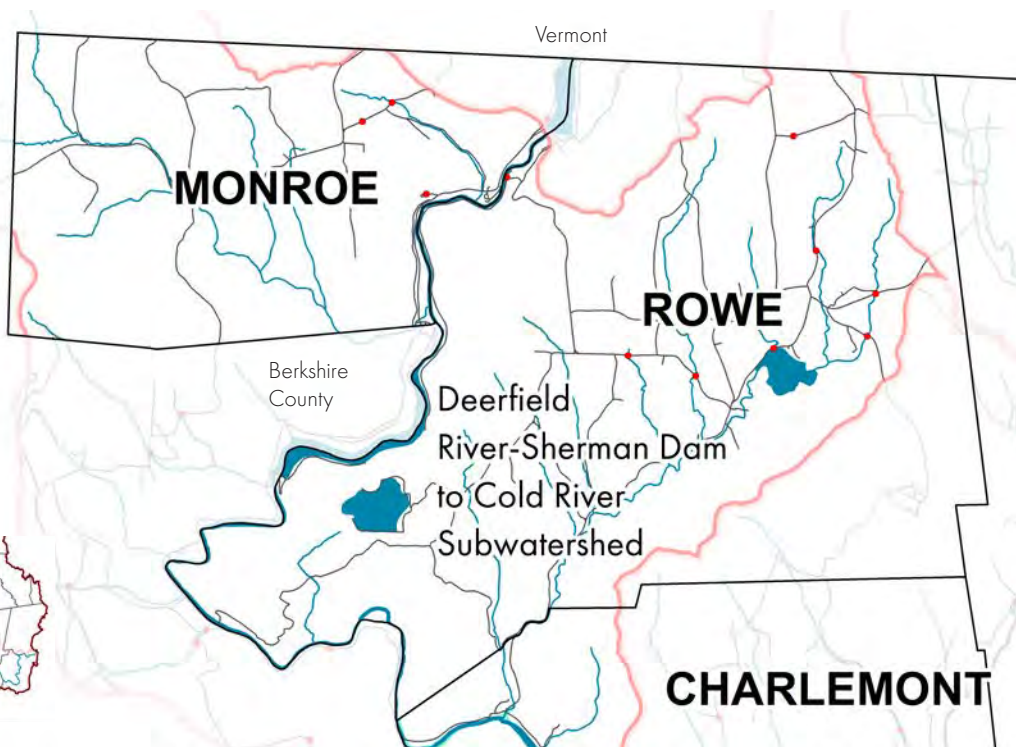 Vermont
MONROE
ROWE
Berkshire
County
Deerfield
River-Sherman Dam
to Cold River
Subwatershed
CHARLEMONT